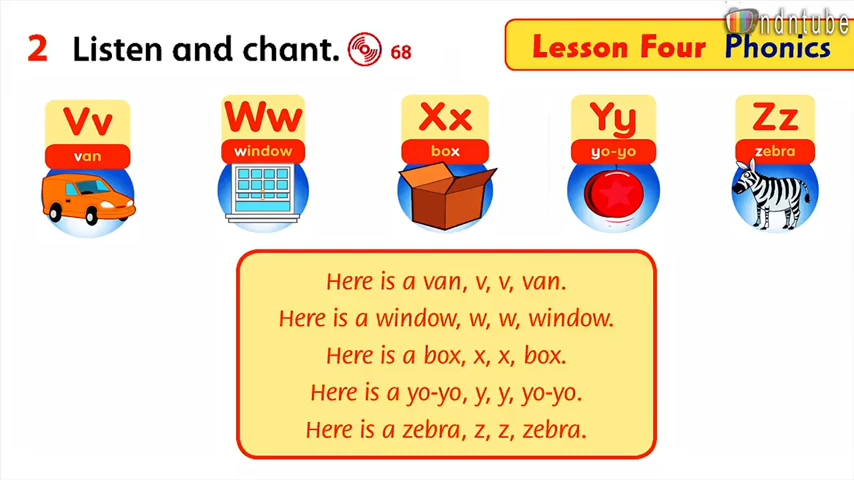 2 Listen and chant. 68
Lesson Four Phonics
ndntube
Vv
van
Ww
window
Xx
box
Yy
yo-yo
Zz
zebra
Here is a van, v, v, van.
Here is a window, w, w, window.
Here is a box, x, x, box.
Here is a yo-yo, y, y, yo-yo.
Here is a zebra, z, z, zebra.